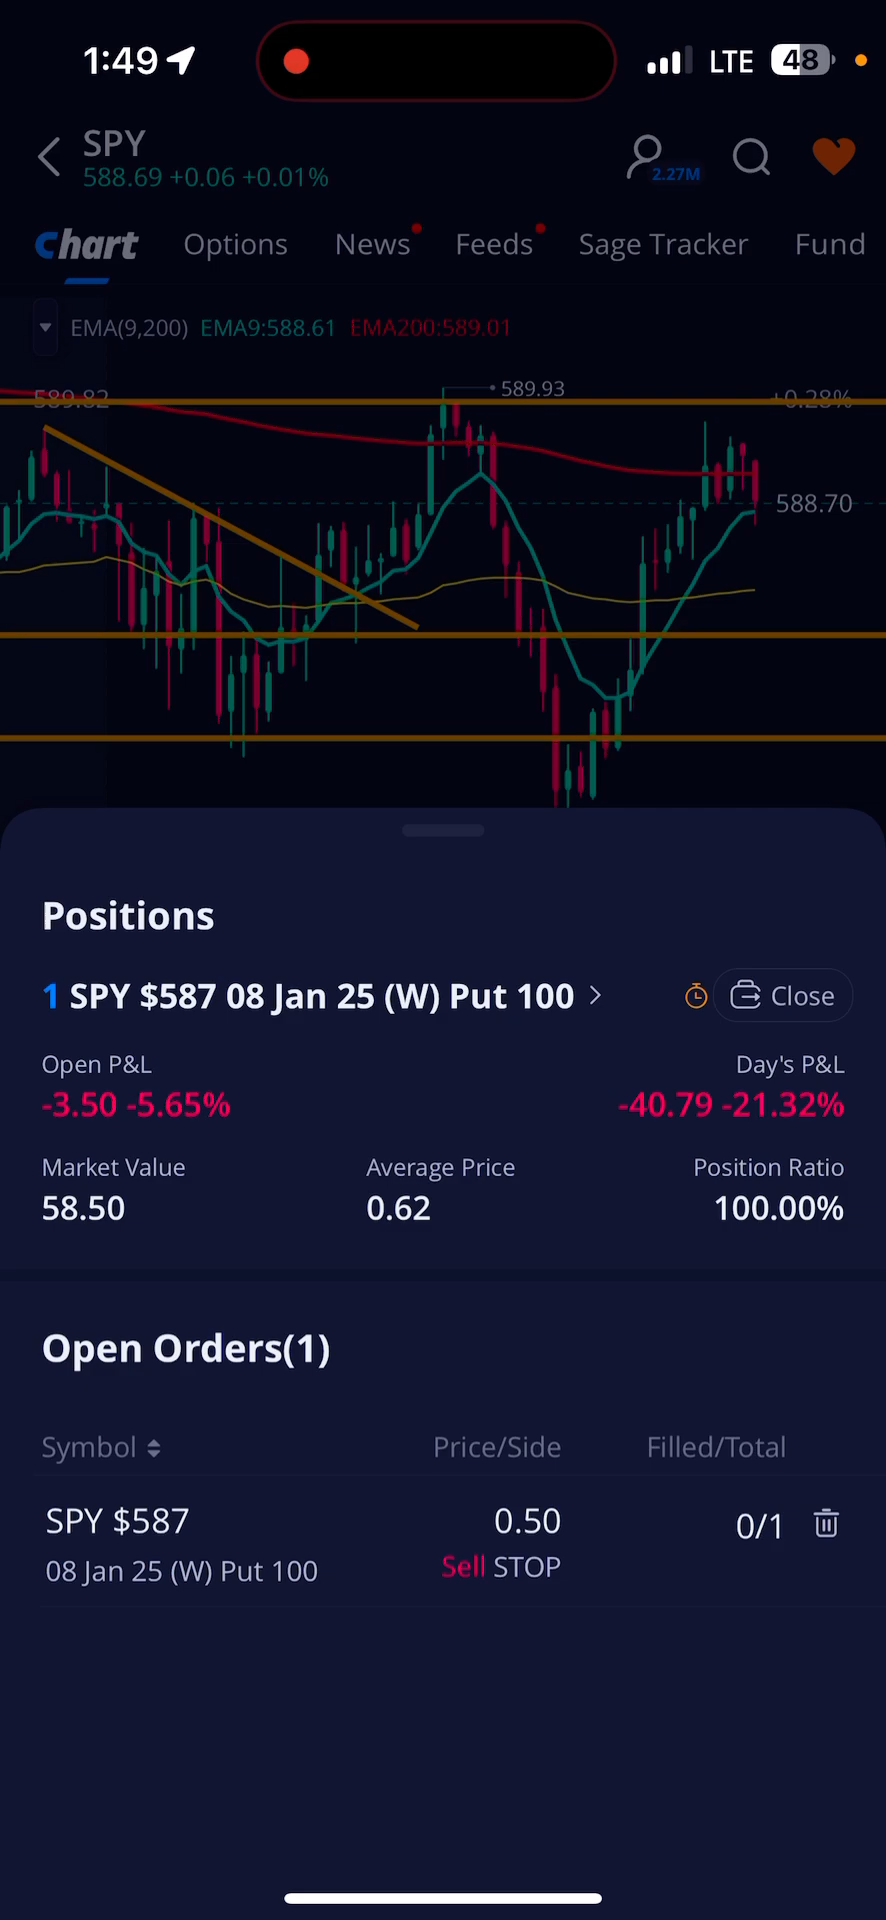 1:49 LTE 48
SPY
588.69 +0.06 +0.01%
2.27M
Chart Options News Feeds Sage Tracker Fund
EMA(9,200) EMA9:588.61 EMA200:589.01
589.93
589.82 +0.28%
588.70
Positions
1 SPY $587 08 Jan 25 (W) Put 100 Close
Open P&L Day's P&L
-3.50 -5.65% -40.79 -21.32%
Market Value Average Price Position Ratio
58.50 0.62 100.00%
Open Orders(1)
Symbol Price/Side Filled/Total
SPY $587 0.50 0/1
08 Jan 25 (W) Put 100 Sell STOP